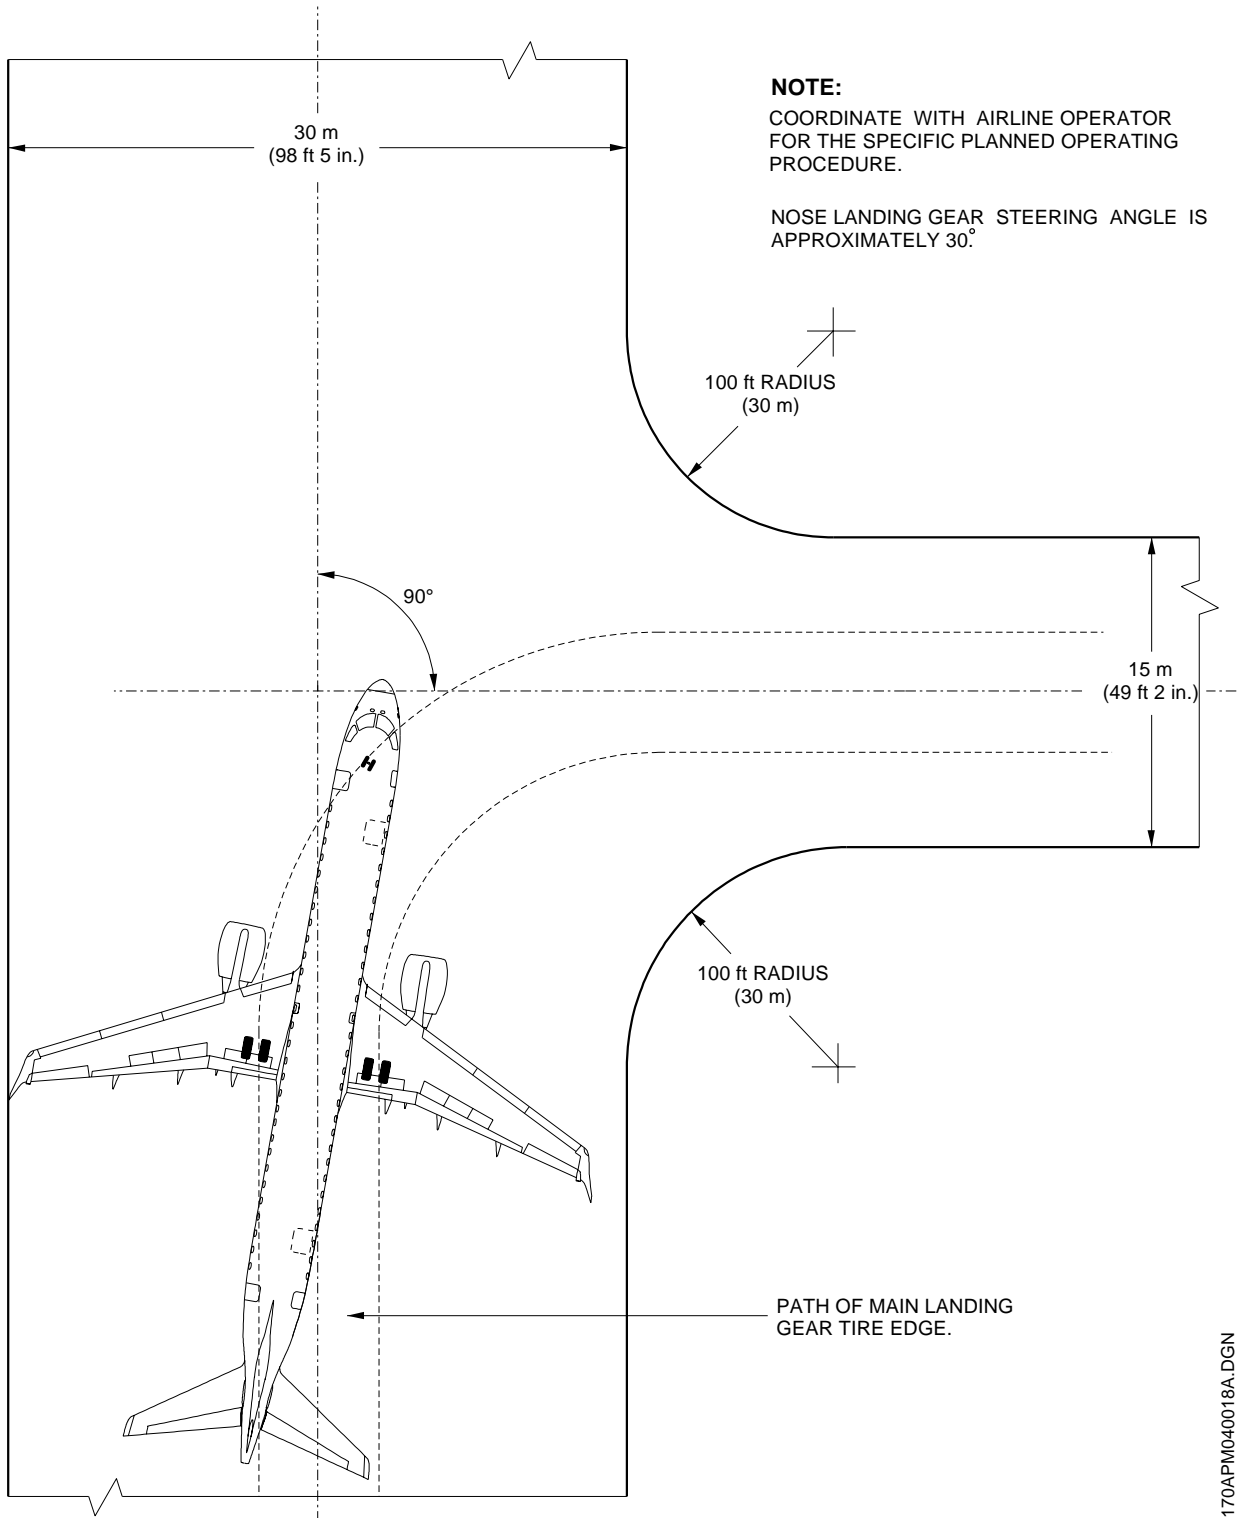 30 m
(98 ft 5 in.)
NOTE:
COORDINATE WITH AIRLINE OPERATOR
FOR THE SPECIFIC PLANNED OPERATING
PROCEDURE.
NOSE LANDING GEAR STEERING ANGLE IS
APPROXIMATELY 30°.
100 ft RADIUS
(30 m)
90°
15 m
(49 ft 2 in.)
100 ft RADIUS
(30 m)
PATH OF MAIN LANDING
GEAR TIRE EDGE.
170APM040018A.DGN